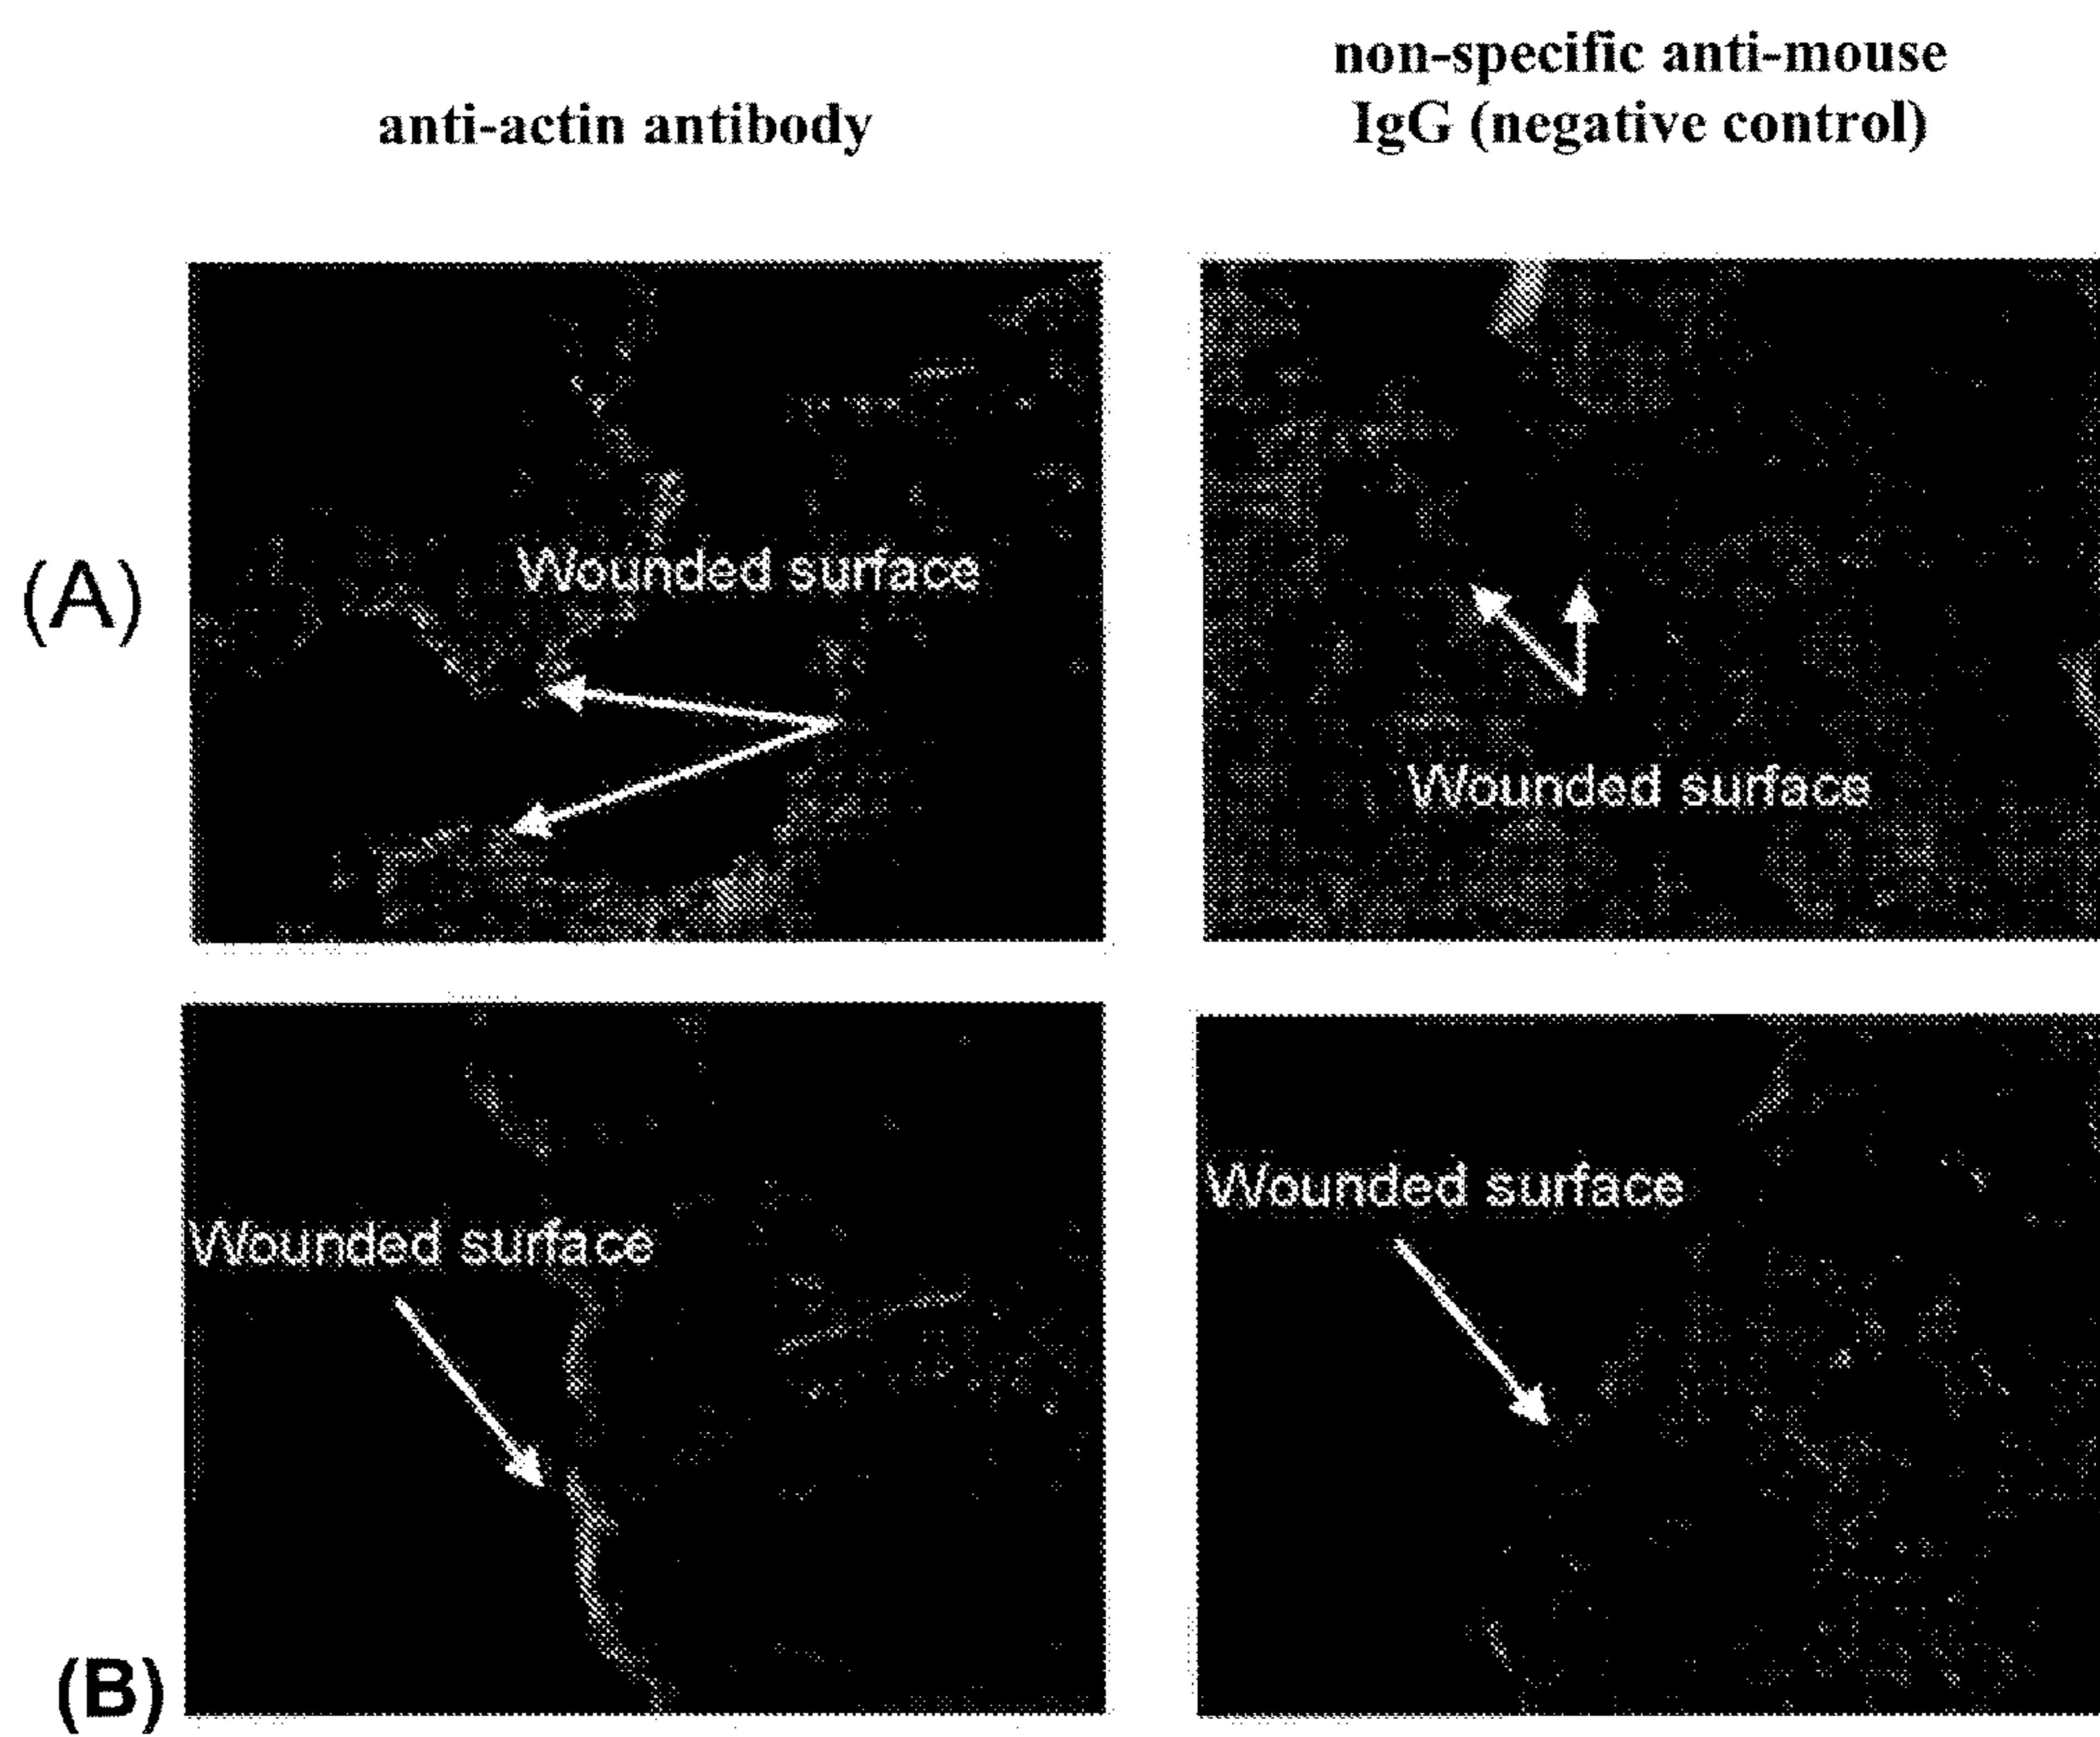 anti-actin antibody
non-specific anti-mouse
IgG (negative control)
(A)
Wounded surface
Wounded surface
(B)
Wounded surface
Wounded surface